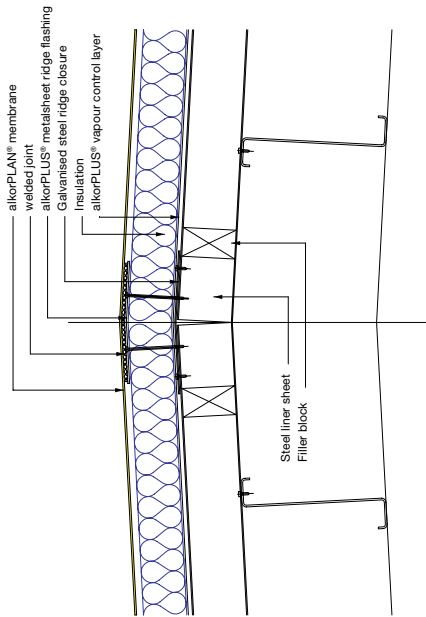 alkorPLAN® membrane
welded joint
alkorPLUS® metalsheet ridge flashing
Galvanised steel ridge closure
Insulation
alkorPLUS® vapour control layer
Steel liner sheet
Filler block